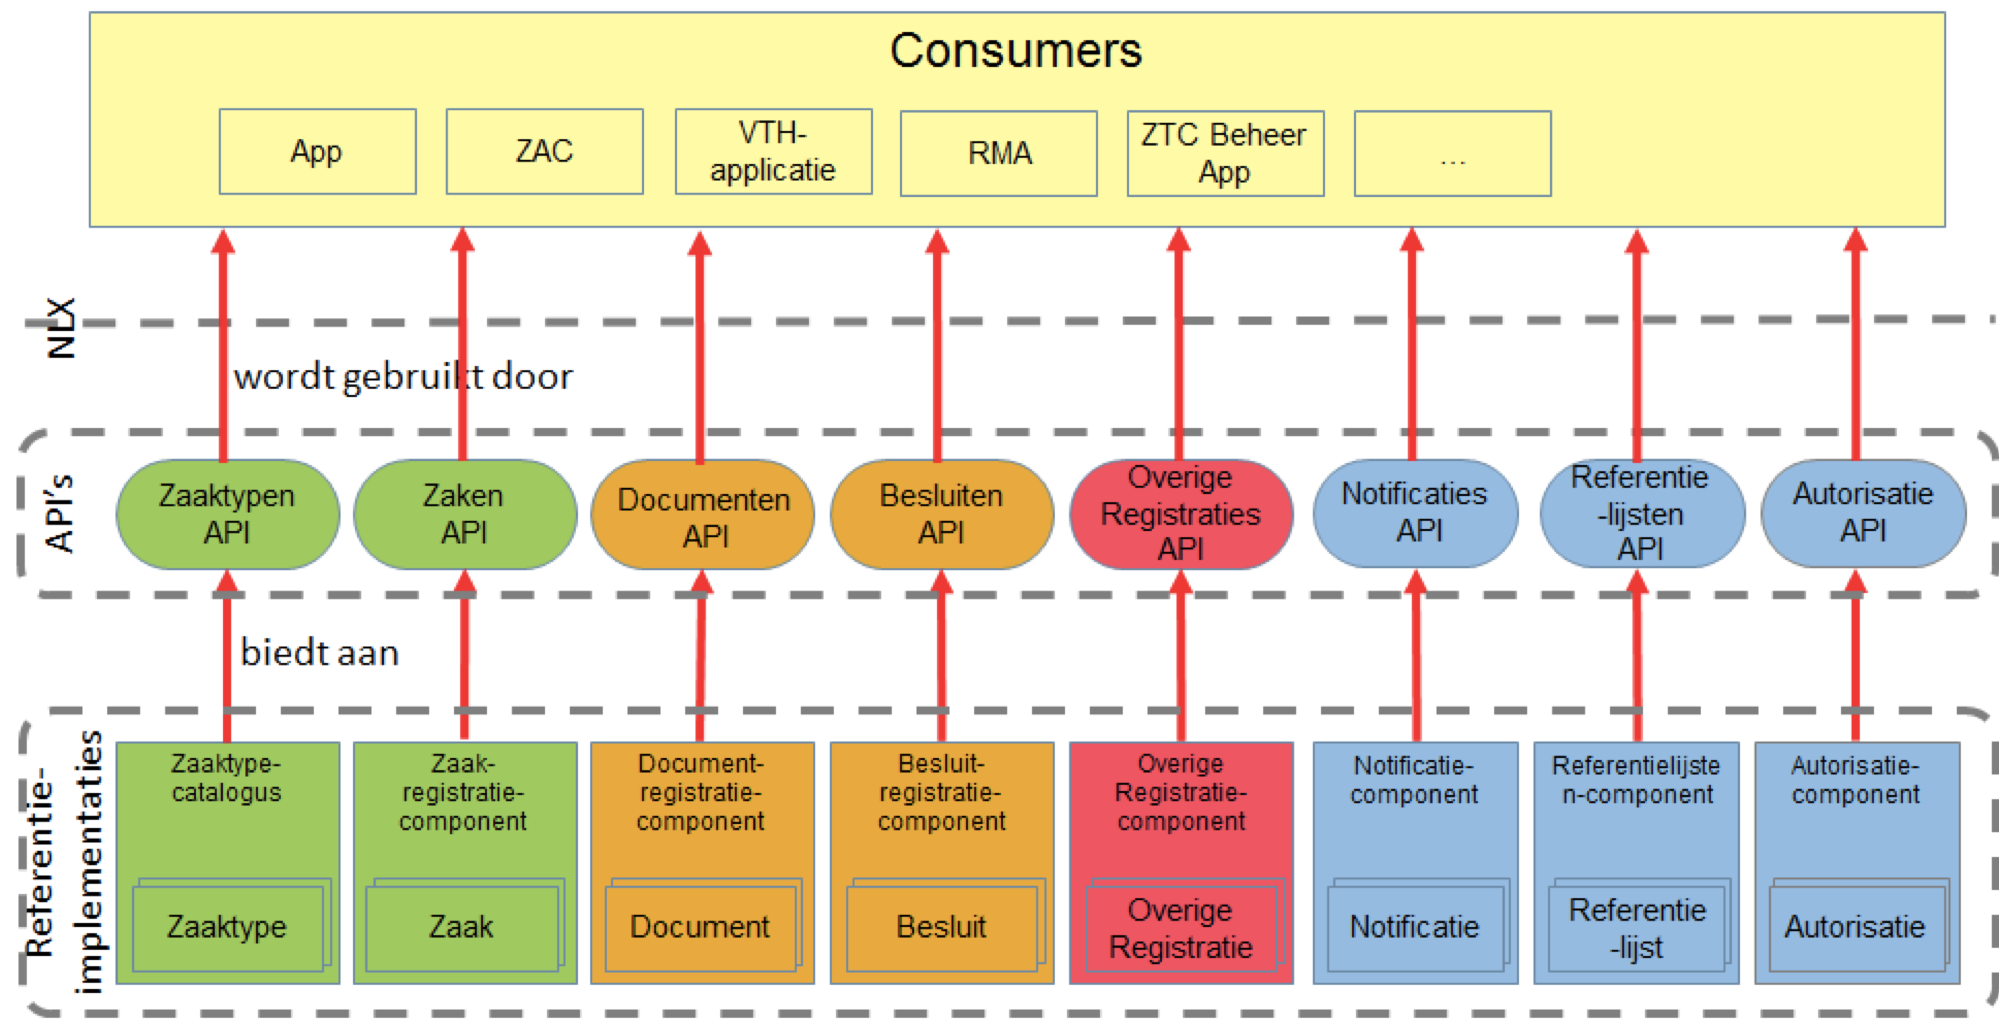 Consumers
App
ZAC
VTH-
applicatie
RMA
ZTC Beheer
App
...
NLX
wordt gebruikt door
API's
Zaaktypen
API
Zaken
API
Documenten
API
Besluiten
API
Overige
Registraties
API
Notificaties
API
Referentie
-lijsten
API
Autorisatie
API
biedt aan
Referentie-
implementaties
Zaaktype-
catalogus
Zaaktype
Zaak-
registratie-
component
Zaak
Document-
registratie-
component
Document
Besluit-
registratie-
component
Besluit
Overige
Registratie-
component
Overige
Registratie
Notificatie-
component
Notificatie
Referentielijste
n-component
Referentie
-lijst
Autorisatie-
component
Autorisatie